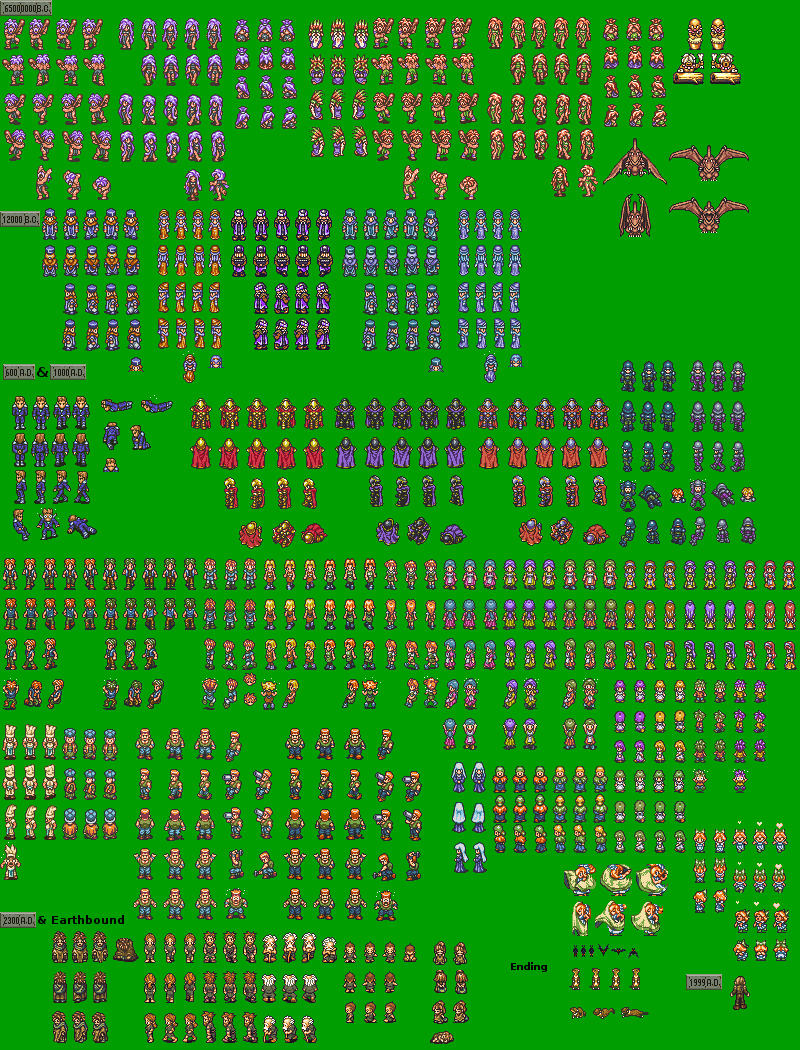 65000000 B.C.
12000 B.C.
600 A.D. & 1000 A.D.
2300 A.D. & Earthbound
Ending
1999 A.D.